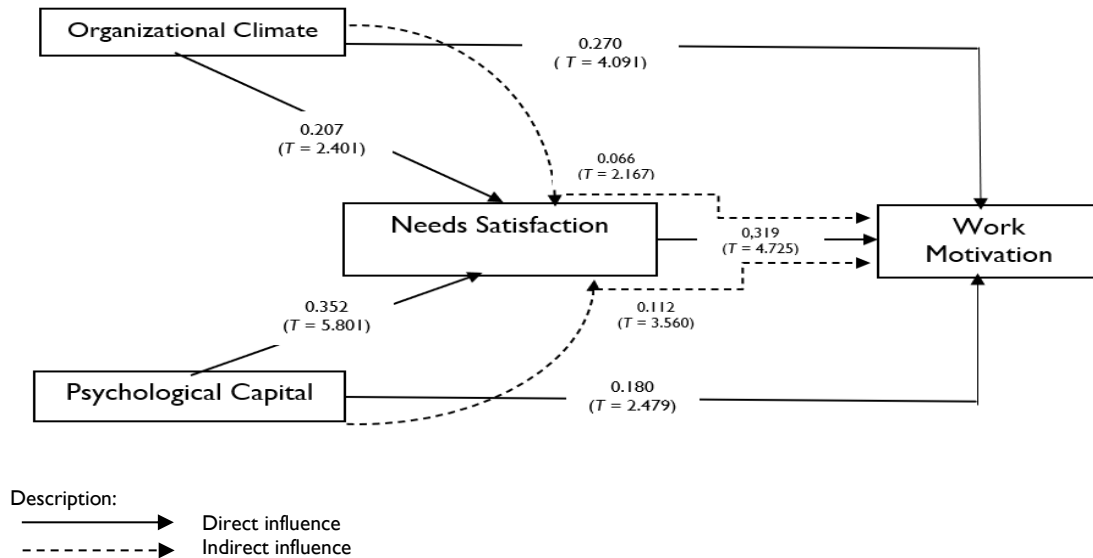 Organizational Climate
0.270
( T = 4.091)
0.207
(T = 2.401)
0.066
(T = 2.167)
Needs Satisfaction
0,319
(T = 4.725)
Work
Motivation
0.352
(T = 5.801)
0.112
(T = 3.560)
Psychological Capital
0.180
(T = 2.479)
Description:
Direct influence
Indirect influence